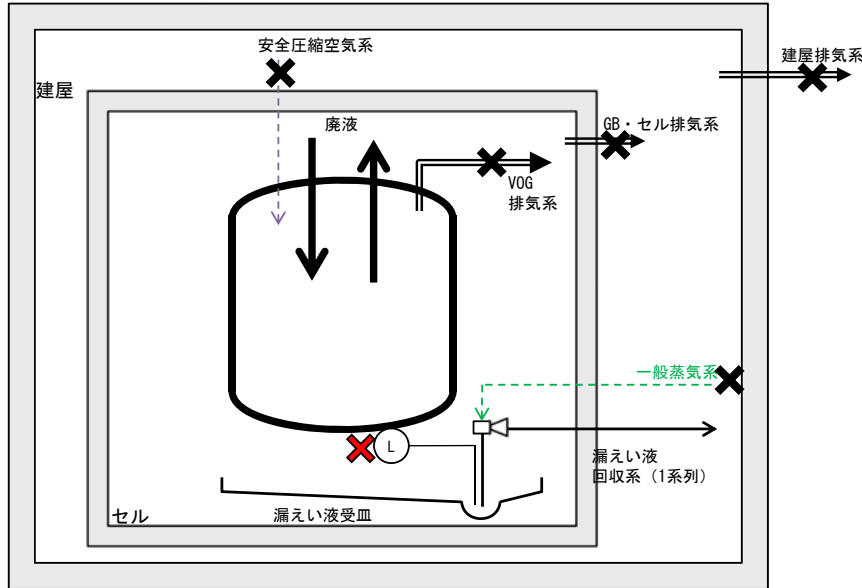 安全圧縮空気系
建屋排気系
建屋
GB・セル排気系
廃液
VOG
排気系
一般蒸気系
L
漏えい液
回収系（1系列）
漏えい液受皿
セル